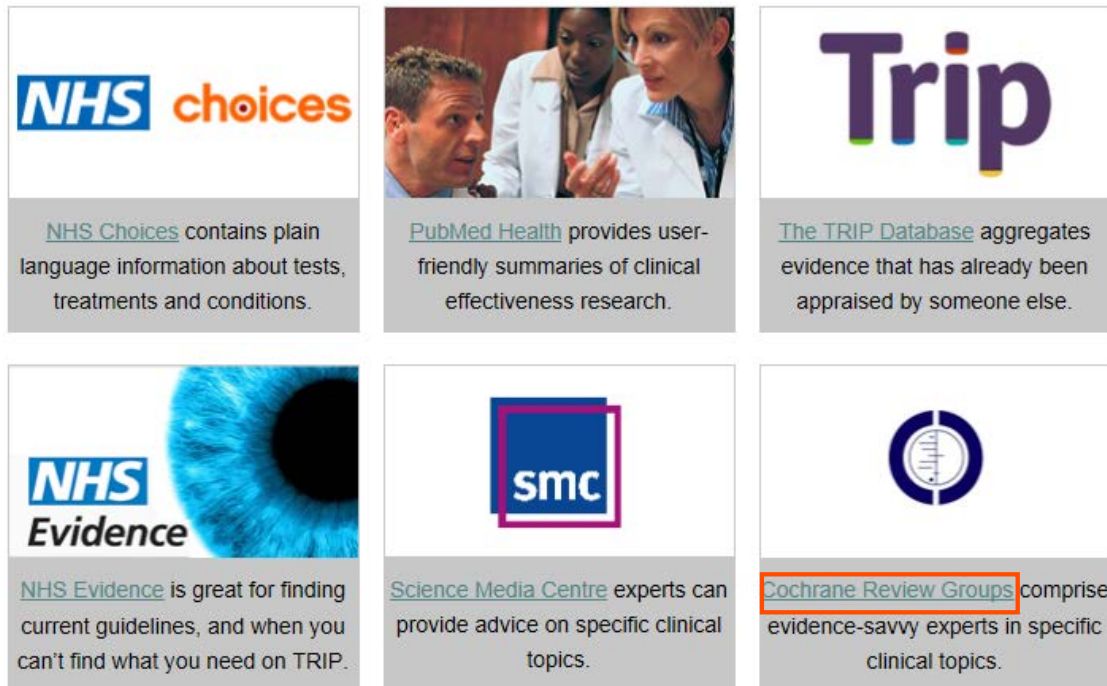 NHS choices
NHS Choices contains plain
language information about tests,
treatments and conditions.
PubMed Health provides user-
friendly summaries of clinical
effectiveness research.
Trip
The TRIP Database aggregates
evidence that has already been
appraised by someone else.
NHS
Evidence
NHS Evidence is great for finding
current guidelines, and when you
can't find what you need on TRIP.
smc
Science Media Centre experts can
provide advice on specific clinical
topics.
Cochrane Review Groups comprise
evidence-savvy experts in specific
clinical topics.